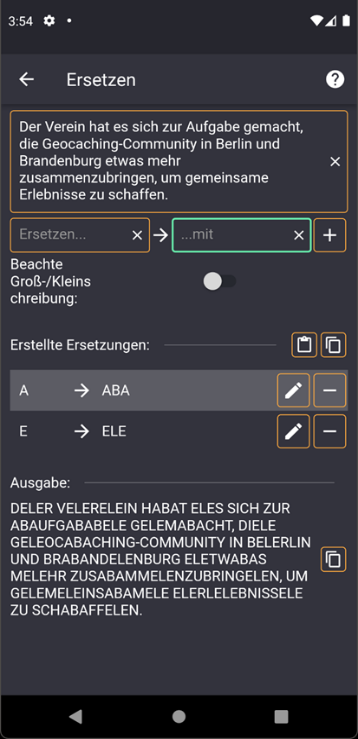 3:54
Ersetzen
Der Verein hat es sich zur Aufgabe gemacht,
die Geocaching-Community in Berlin und
Brandenburg etwas mehr
zusammenzubringen, um gemeinsame
Erlebnisse zu schaffen.
Ersetzen... → ...mit
Beachte
Groß-/Kleins
chreibung:
Erstellte Ersetzungen:
A → ABA
E → ELE
Ausgabe:
DELER VELERELEIN HABAT ELES SICH ZUR
ABAUFGABABELE GELEMABACHT, DIELE
GELEOCABACHING-COMMUNITY IN BELERLIN
UND BRABANDELENBURG ELETWABAS
MELEHR ZUSABAMMELENZUBRINGELEN, UM
GELEMELEINSABAMELE ELERLELEBNISSELE
ZU SCHABAFFELEN.